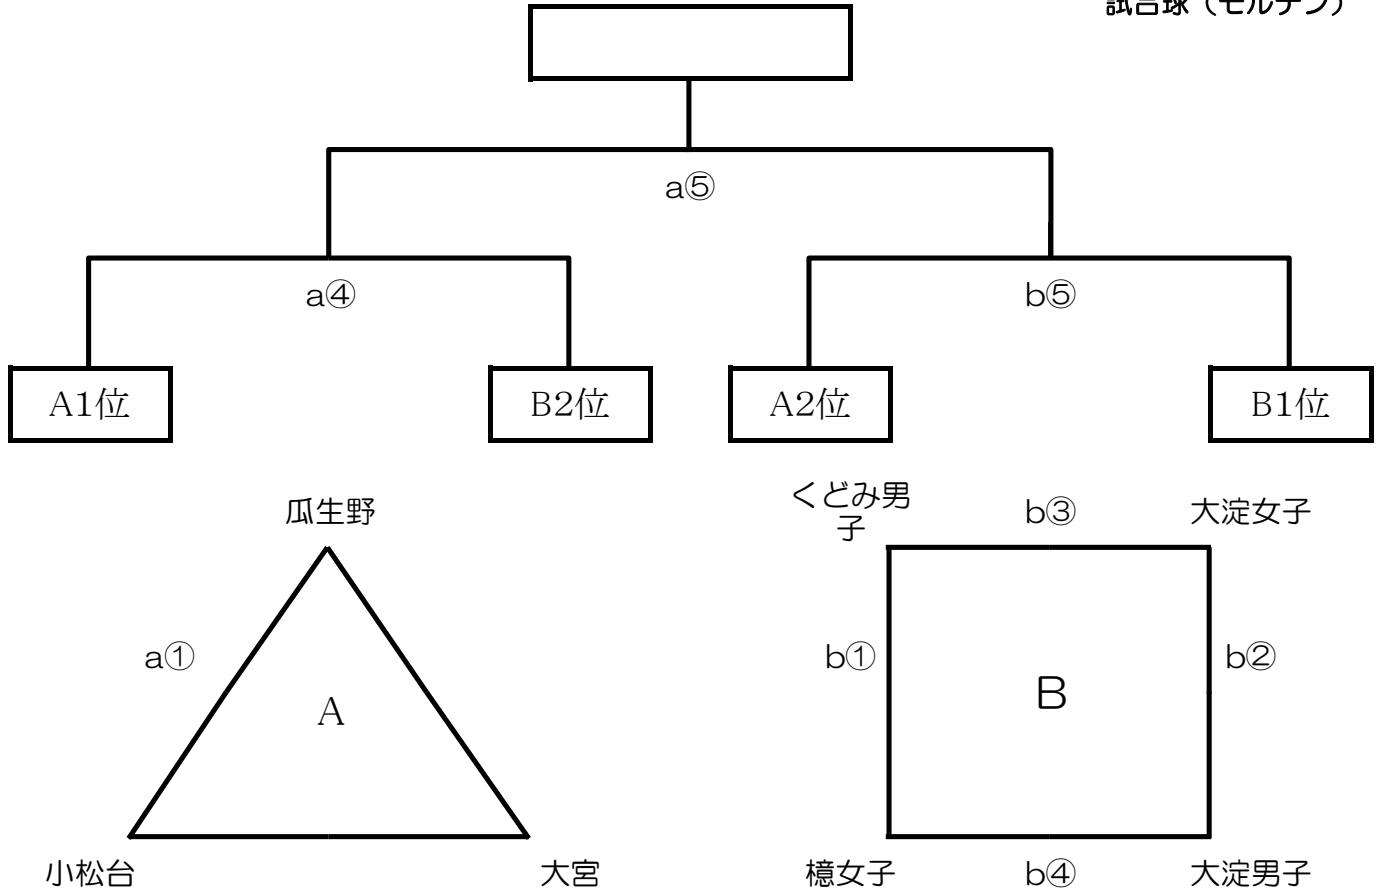 試合球（モルテン）
a⑤
a④
b⑤
A1位
B2位
A2位
B1位
瓜生野
くどみ男
子
b③
大淀女子
a①
A
b①
B
b②
小松台
大宮
檍女子
b④
大淀男子